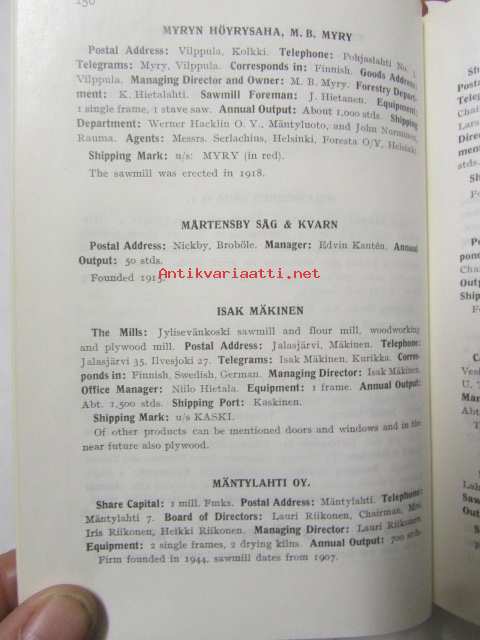 150
MYRYN HÖYRYSAHA, M. B. MYRY
Postal Address: Vilppula, Kolkki. Telephone: Pohjaslahti No. 1.
Telegrams: Myry, Vilppula. Corresponds in: Finnish. Goods Address:
Vilppula. Managing Director and Owner: M. B. Myry. Forestry Depart-
ment: K. Hietalahti. Sawmill Foreman: J. Hietanen. Equipment:
1 single frame, 1 stave saw. Annual Output: About 1,000 stds. Shipping
Department: Werner Hacklin O. Y., Mäntyluoto, and John Nurminen,
Rauma. Agents: Messrs. Serlachius, Helsinki, Foresta O/Y, Helsinki.
Shipping Mark: u/s: MYRY (in red).
The sawmill was erected in 1918.
MÅRTENSBY SÅG & KVARN
Postal Address: Nickby, Broböle. Manager: Edvin Kantén. Annual
Output: 50 stds.
Founded 1915.
Antikvariaatti.net
ISAK MÄKINEN
The Mills: Jylisevänkoski sawmill and flour mill, woodworking
and plywood mill. Postal Address: Jalasjärvi, Mäkinen. Telephone:
Jalasjärvi 35, Ilvesjoki 27. Telegrams: Isak Mäkinen, Kurikka. Corres-
ponds in: Finnish, Swedish, German. Managing Director: Isak Mäkinen.
Office Manager: Niilo Hietala. Equipment: 1 frame. Annual Output:
Abt. 1,500 stds. Shipping Port: Kaskinen.
Shipping Mark: u/s KASKI.
Of other products can be mentioned doors and windows and in the
near future also plywood.
MÄNTYLAHTI OY.
Share Capital: 1 mill. Fmks. Postal Address: Mäntylahti. Telephone:
Mäntylahti 7. Board of Directors: Lauri Riikonen, Chairman, Mrs.
Iris Riikonen, Heikki Riikonen. Managing Director: Lauri Riikonen.
Equipment: 2 single frames, 2 drying kilns. Annual Output: 700 stds.
Firm founded in 1944, sawmill dates from 1907.